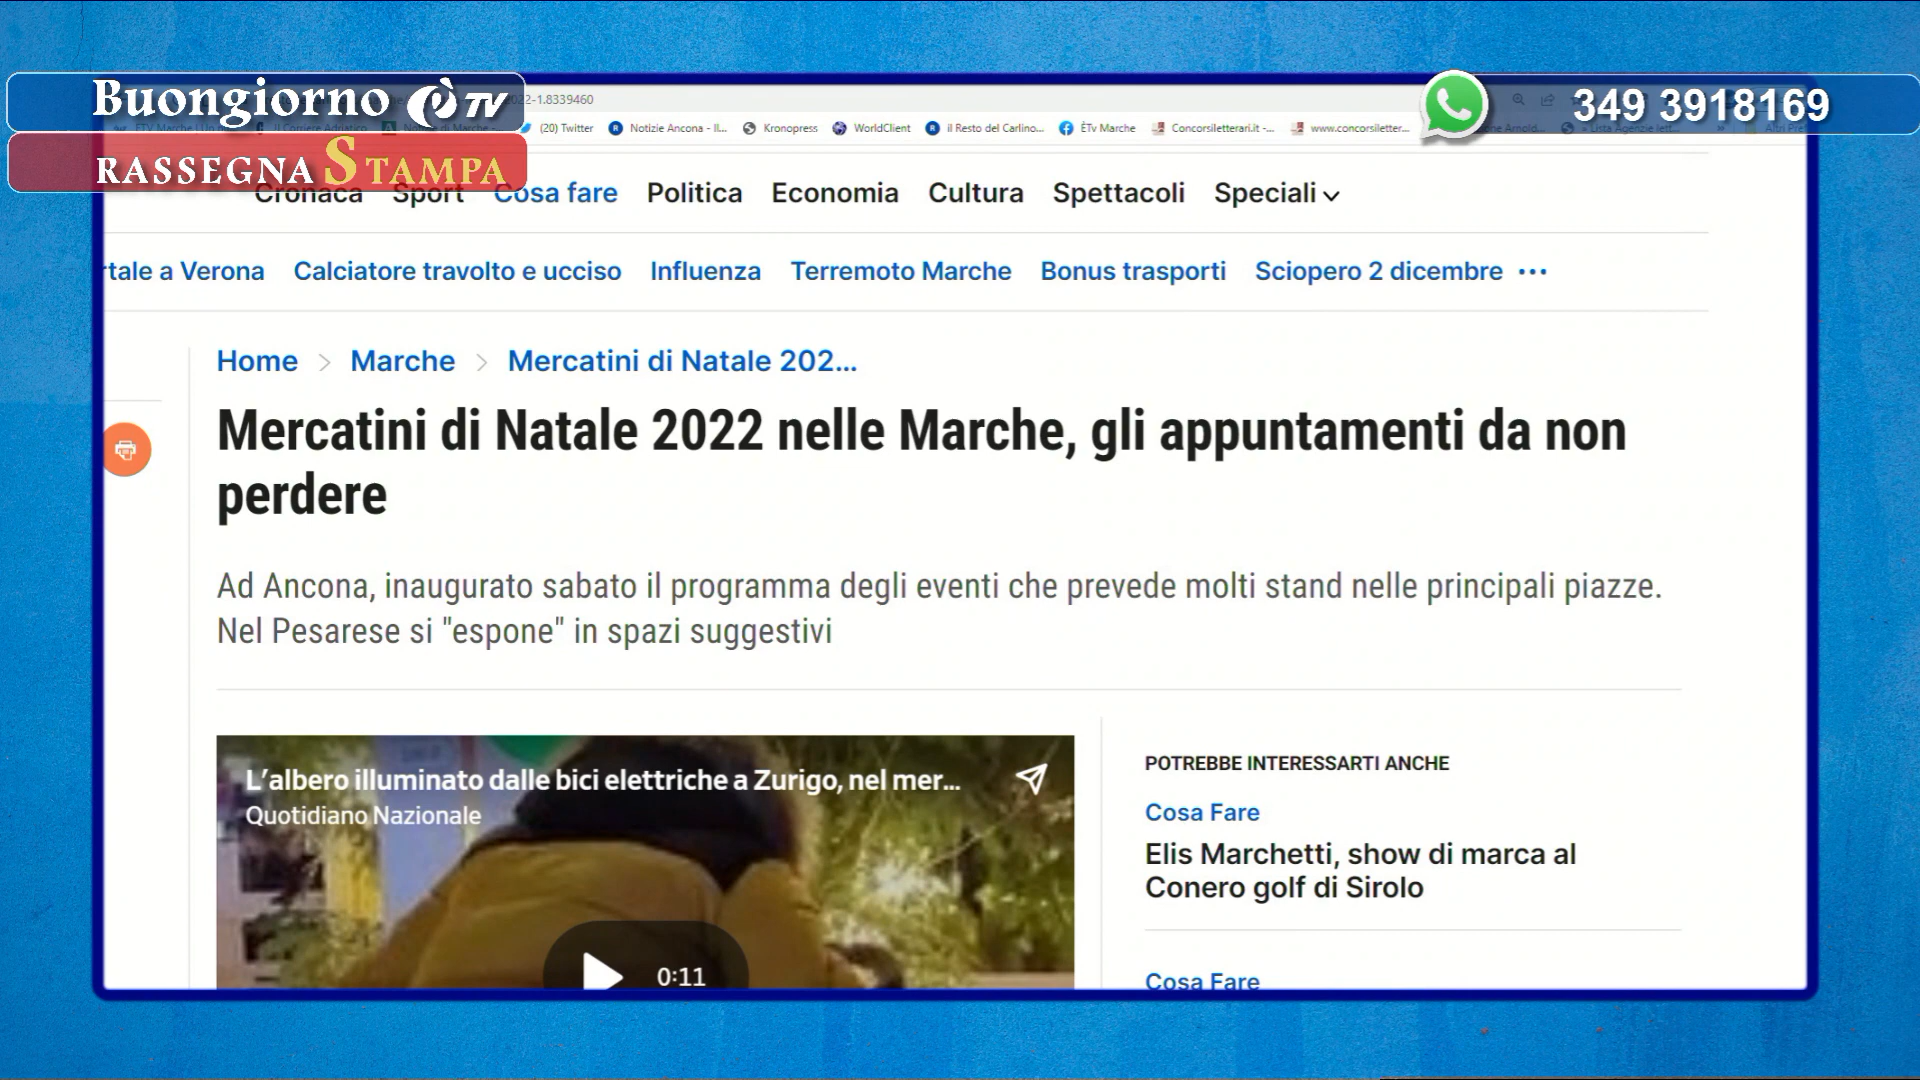 Buongiorno èTV
RASSEGNA STAMPA
349 3918169
2022-1.8339460
(20) Twitter
Notizie Ancona - Il...
Kronopress
WorldClient
il Resto del Carlino...
ÈTv Marche
Concorsiletterari.it -...
www.concorsiletter...
Cronaca Sport Cosa fare Politica Economia Cultura Spettacoli Speciali
rtale a Verona Calciatore travolto e ucciso Influenza Terremoto Marche Bonus trasporti Sciopero 2 dicembre ...
Home > Marche > Mercatini di Natale 202...
Mercatini di Natale 2022 nelle Marche, gli appuntamenti da non
perdere
Ad Ancona, inaugurato sabato il programma degli eventi che prevede molti stand nelle principali piazze.
Nel Pesarese si "espone" in spazi suggestivi
L'albero illuminato dalle bici elettriche a Zurigo, nel mer...
Quotidiano Nazionale
0:11
POTREBBE INTERESSARTI ANCHE
Cosa Fare
Elis Marchetti, show di marca al
Conero golf di Sirolo
Cosa Fare